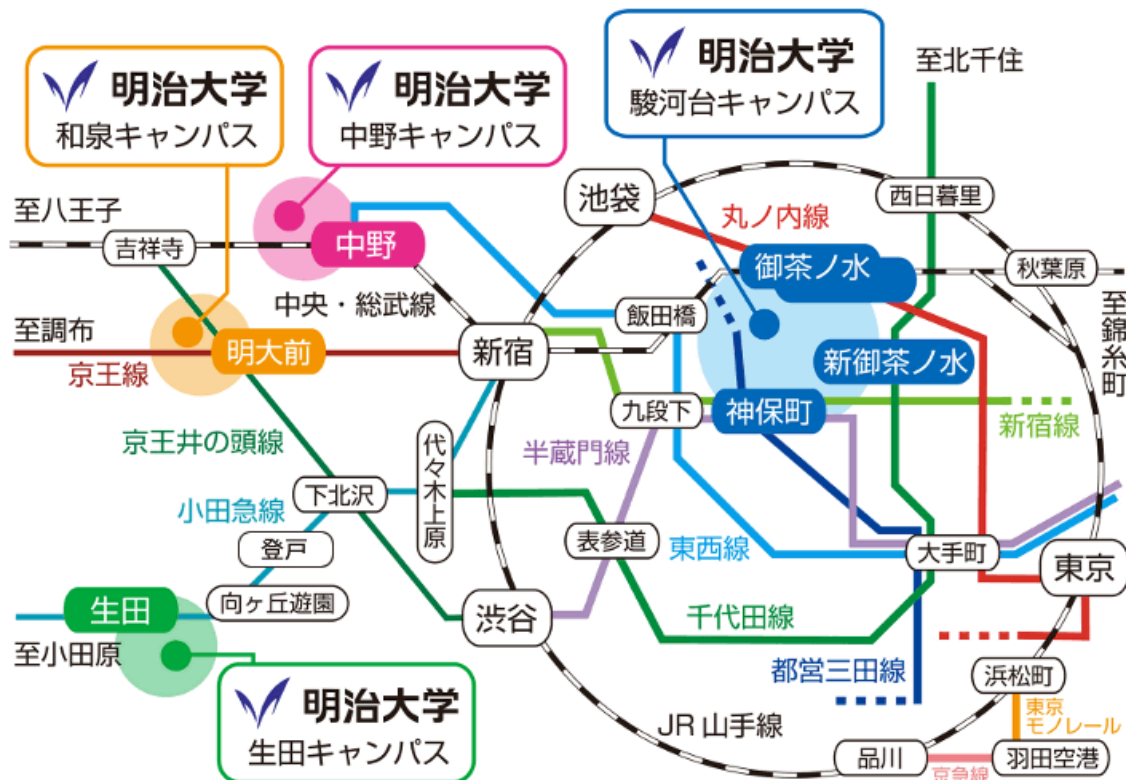 明治大学
和泉キャンパス
明治大学
中野キャンパス
明治大学
駿河台キャンパス
至北千住
至八王子
吉祥寺
中野
池袋
丸ノ内線
西日暮里
御茶ノ水
秋葉原
中央・総武線
飯田橋
至錦糸町
至調布
京王線
明大前
新宿
新御茶ノ水
九段下
神保町
新宿線
京王井の頭線
代々木上原
半蔵門線
小田急線
下北沢
登戸
表参道
東西線
大手町
東京
生田
向ヶ丘遊園
渋谷
千代田線
至小田原
都営三田線
浜松町
明治大学
生田キャンパス
JR山手線
東京
モノレール
品川
京急線
羽田空港